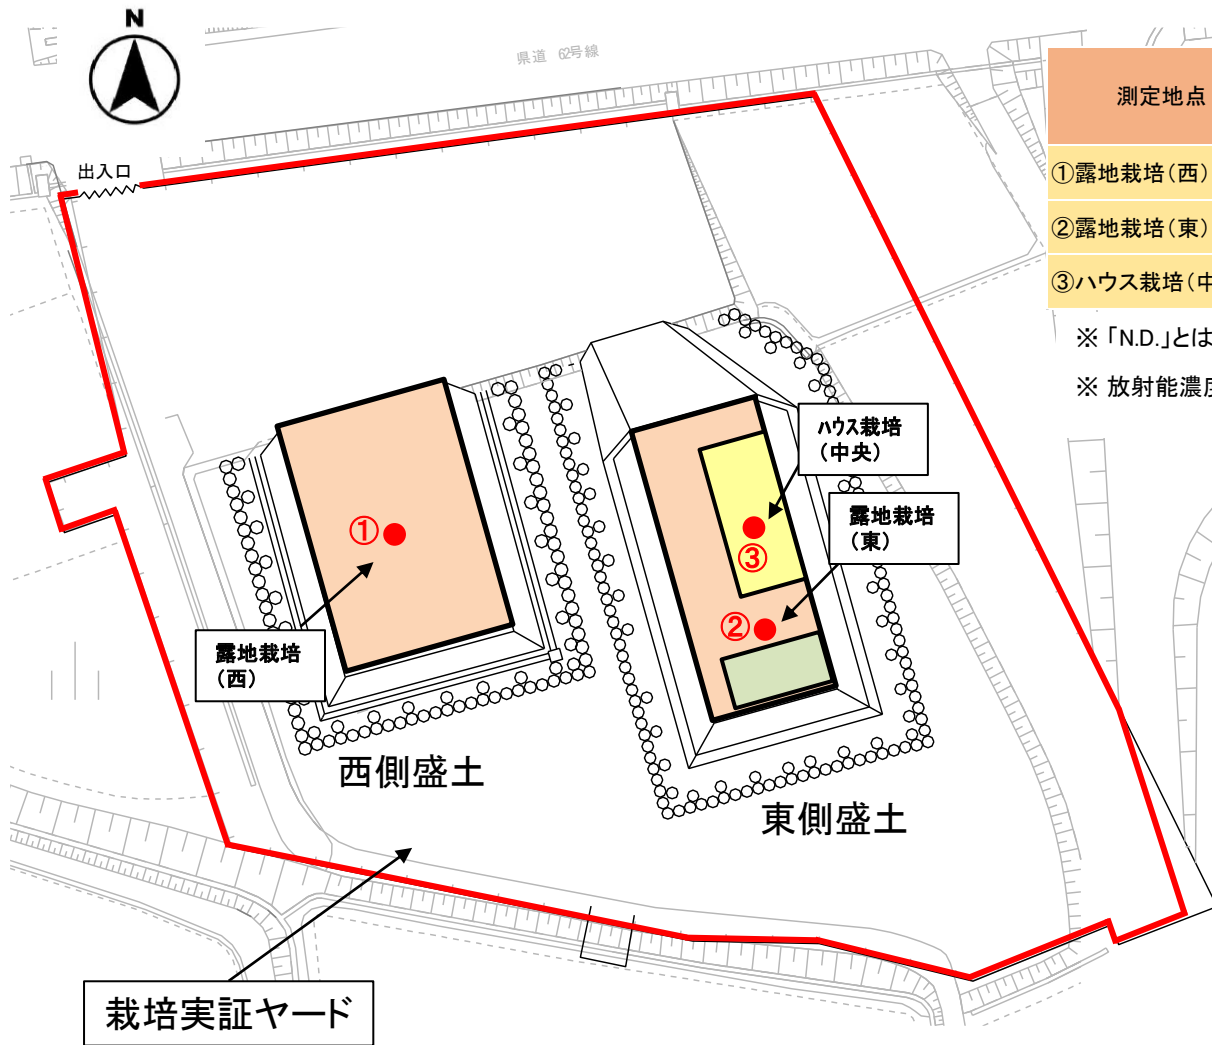 N
県道 62号線
測定地点
出入口
①露地栽培(西)
②露地栽培(東)
③ハウス栽培(中
※「N.D.」とは
※ 放射能濃度
ハウス栽培
(中央)
露地栽培
(東)
①
③
②
露地栽培
(西)
西側盛土
東側盛土
栽培実証ヤード